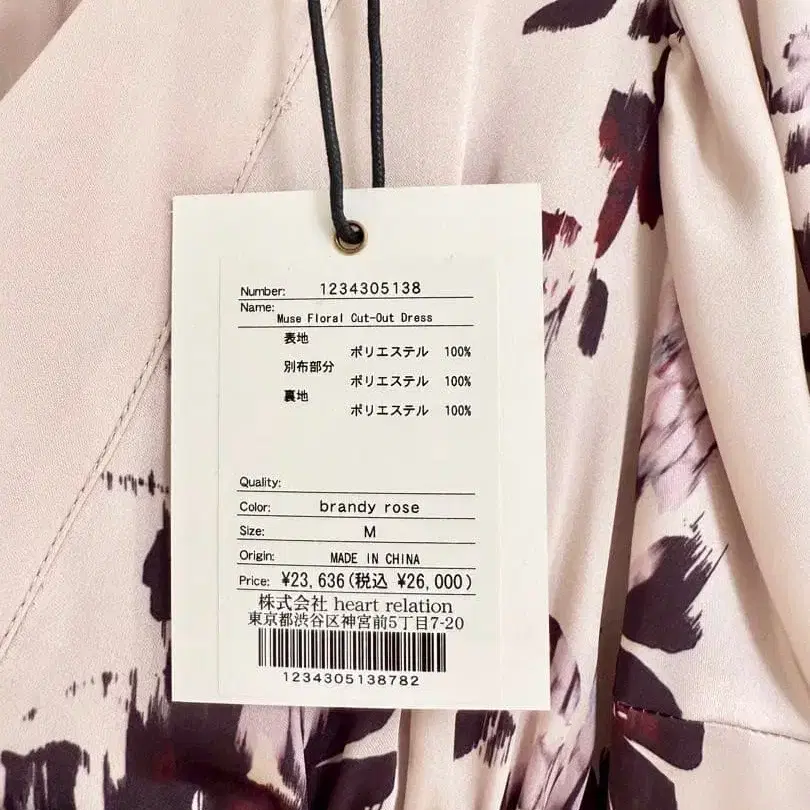 Number: 1234305138
Name:
Muse Floral Cut-Out Dress
表地
ポリエステル 100%
別布部分
ポリエステル 100%
裏地
ポリエステル 100%
Quality:
Color: brandy rose
Size: M
Origin: MADE IN CHINA
Price: ¥23,636(税込 ¥26,000)
株式会社 heart relation
東京都渋谷区神宮前5丁目7-20
1234305138782